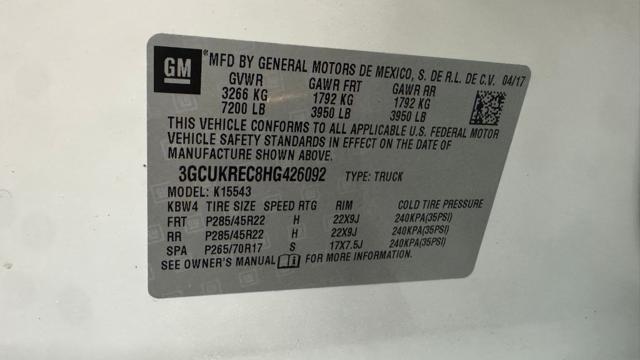 GM
®MFD BY GENERAL MOTORS DE MEXICO, S. DE R.L. DE C.V. 04/17
GVWR GAWR FRT GAWR RR
3266 KG 1792 KG 1792 KG
7200 LB 3950 LB 3950 LB
THIS VEHICLE CONFORMS TO ALL APPLICABLE U.S. FEDERAL MOTOR
VEHICLE SAFETY STANDARDS IN EFFECT ON THE DATE OF
MANUFACTURE SHOWN ABOVE.
3GCUKREC8HG426092 TYPE: TRUCK
MODEL: K15543
KBW4 TIRE SIZE SPEED RTG RIM COLD TIRE PRESSURE
FRT P285/45R22 H 22X9J 240KPA(35PSI)
RR P285/45R22 H 22X9J 240KPA(35PSI)
SPA P265/70R17 S 17X7.5J 240KPA(35PSI)
SEE OWNER'S MANUAL FOR MORE INFORMATION.